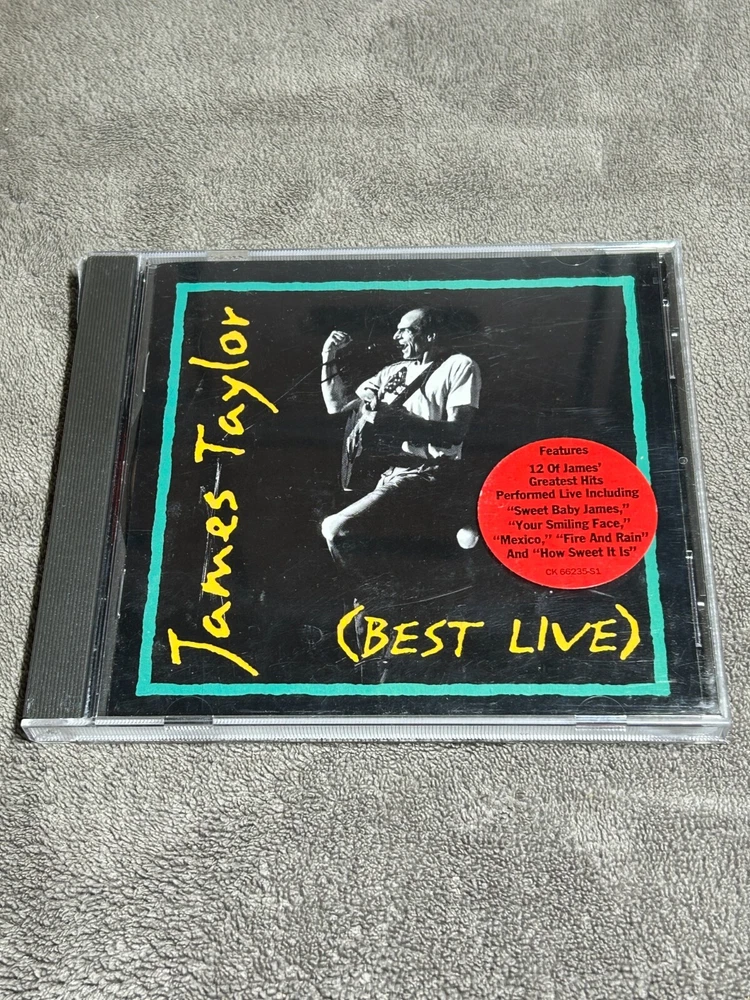 James Taylor
(BEST LIVE)
Features
12 Of James'
Greatest Hits
Performed Live Including
"Sweet Baby James,"
"Your Smiling Face,"
"Mexico," "Fire And Rain"
And "How Sweet It Is"
CK 66235-S1